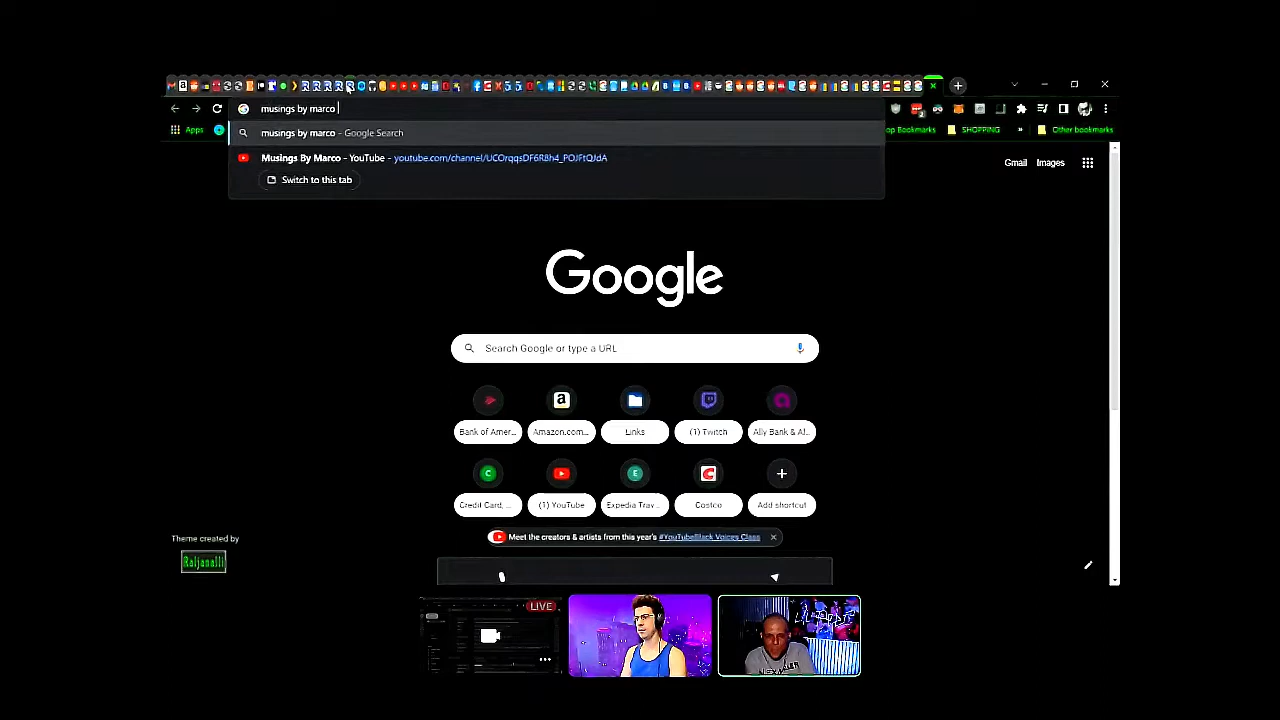 musings by marco
musings by marco - Google Search
Musings By Marco - YouTube - youtube.com/channel/UCOrqqsDF6R8h4_POJFtQJdA
Switch to this tab
Apps
op Bookmarks
SHOPPING
»
Other bookmarks
Gmail
Images
Google
Search Google or type a URL
Bank of Amer...
Amazon.com...
Links
(1) Twitch
Ally Bank & Al...
Credit Card, ...
(1) YouTube
Expedia Trav...
Costco
Add shortcut
Meet the creators & artists from this year's #YouTubeBlack Voices Class
Theme created by
Raijanalli
LIVE